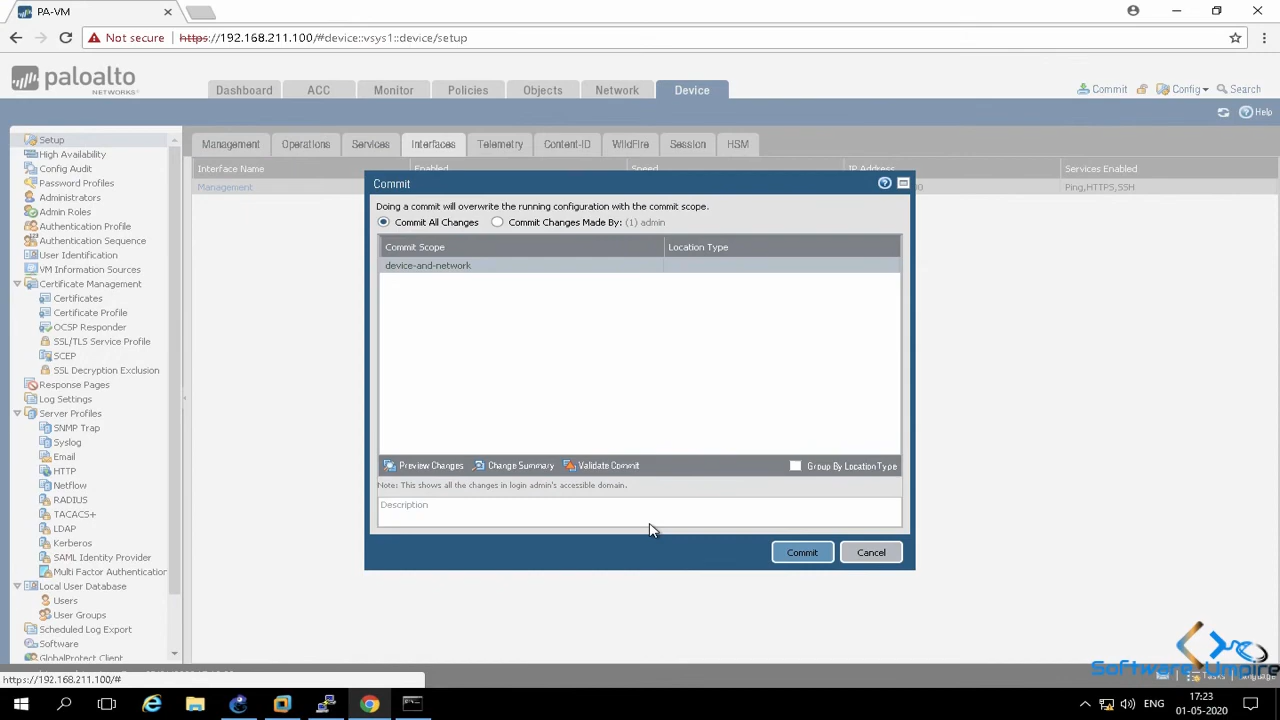 PA-VM
Not secure
https://192.168.211.100/#device::vsys1::device/setup
paloalto
NETWORKS
Dashboard
ACC
Monitor
Policies
Objects
Network
Device
Commit
Config
Search
Help
Setup
High Availability
Config Audit
Password Profiles
Administrators
Admin Roles
Authentication Profile
Authentication Sequence
User Identification
VM Information Sources
Certificate Management
Certificates
Certificate Profile
OCSP Responder
SSL/TLS Service Profile
SCEP
SSL Decryption Exclusion
Response Pages
Log Settings
Server Profiles
SNMP Trap
Syslog
Email
HTTP
Netflow
RADIUS
TACACS+
LDAP
Kerberos
SAML Identity Provider
Multi Factor Authentication
Local User Database
Users
User Groups
Scheduled Log Export
Software
GlobalProtect Client
Management
Operations
Services
Interfaces
Telemetry
Content-ID
WildFire
Session
HSM
Interface Name
Enabled
Speed
IP Address
Services Enabled
Management
Ping,HTTPS,SSH
Commit
Doing a commit will overwrite the running configuration with the commit scope.
Commit All Changes
Commit Changes Made By: (1) admin
Commit Scope
Location Type
device-and-network
Preview Changes
Change Summary
Validate Commit
Group By Location Type
Note: This shows all the changes in login admin's accessible domain.
Description
Commit
Cancel
Software Umpire
Tasks
Language
https://192.168.211.100/#
ENG
17:23
01-05-2020